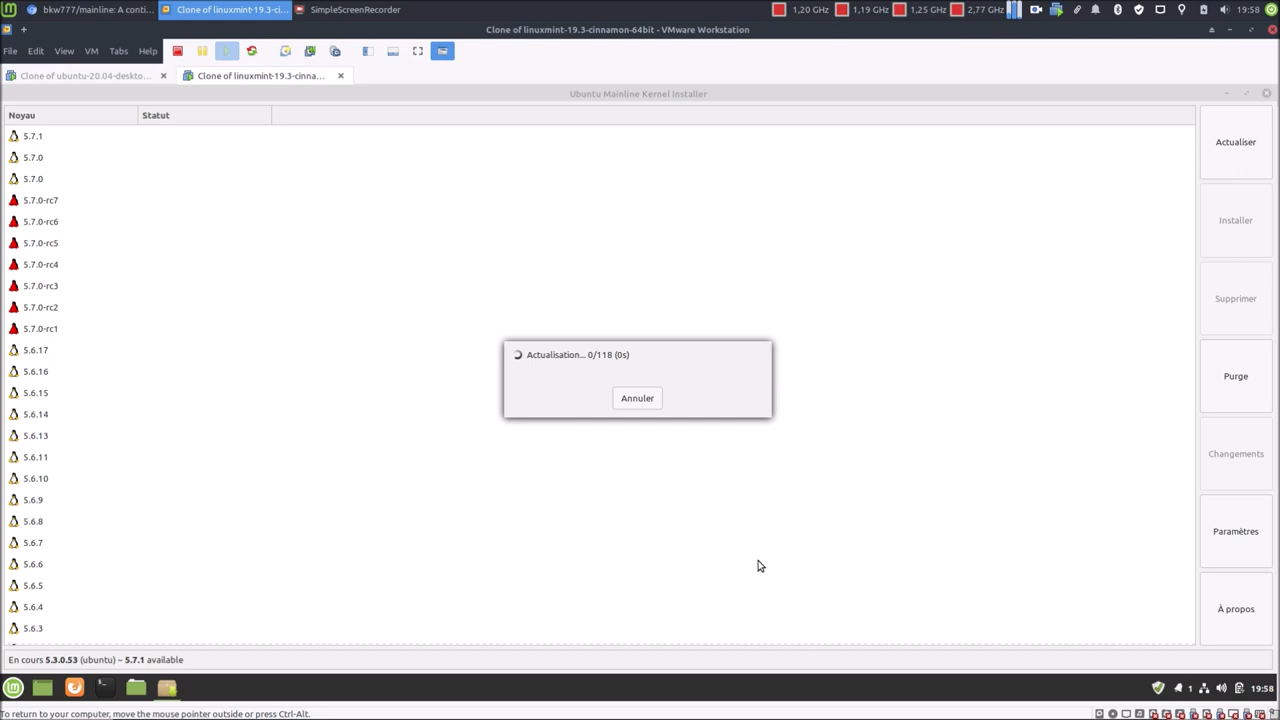 bkw777/mainline: A conti... Clone of linuxmint-19.3-ci... SimpleScreenRecorder 1,20 GHz 1,19 GHz 1,25 GHz 2,77 GHz 19:58
Clone of linuxmint-19.3-cinnamon-64bit - VMware Workstation
File Edit View VM Tabs Help
Clone of ubuntu-20.04-deskto... Clone of linuxmint-19.3-cinna...
Ubuntu Mainline Kernel Installer
Noyau Statut
5.7.1
5.7.0
5.7.0
5.7.0-rc7
5.7.0-rc6
5.7.0-rc5
5.7.0-rc4
5.7.0-rc3
5.7.0-rc2
5.7.0-rc1
5.6.17
5.6.16
5.6.15
5.6.14
5.6.13
5.6.11
5.6.10
5.6.9
5.6.8
5.6.7
5.6.6
5.6.5
5.6.4
5.6.3
Actualisation... 0/118 (0s)
Annuler
Actualiser
Installer
Supprimer
Purge
Changements
Paramètres
À propos
En cours 5.3.0.53 (ubuntu) ~ 5.7.1 available
1 19:58
To return to your computer, move the mouse pointer outside or press Ctrl-Alt.